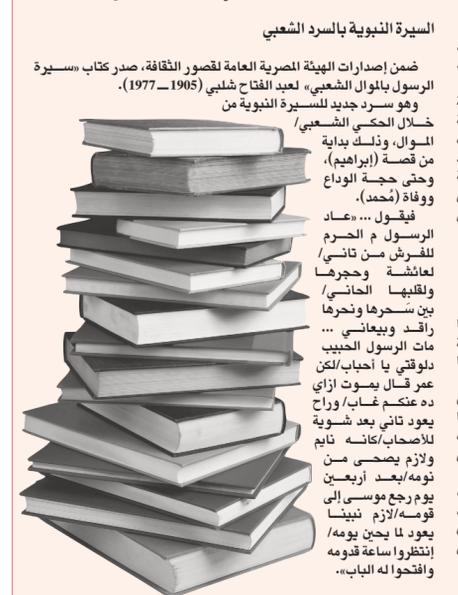 السيرة النبوية بالسرد الشعبي
ضمن إصدارات الهيئة المصرية العامة لقصور الثقافة، صدر كتاب «سيرة
الرسول بالموال الشعبي» لعبد الفتاح شلبي (1905 ــ 1977).
وهو سرد جديد للسيرة النبوية من
خلال الحكي الشعبي/
الموال، وذلك بداية
من قصة (إبراهيم)،
وحتى حجة الوداع
ووفاة (مُحمد).
فيقول ... «عاد
الرسول م الحرم
للفرش من تاني/
لعائشة وحجرها
ولقلبها الحاني/
بين سَحرها ونحرها
راقد وبيعاني ...
مات الرسول الحبيب
دلوقتي يا أحباب/لكن
عمر قال يموت ازاي
ده عنكم غاب/ وراح
يعود تاني بعد شوية
للأصحاب/كانه نايم
ولازم يصحى من
نومه/بعد أربعين
يوم رجع موسى إلى
قومه/لازم نبينا
يعود لما يحين يومه/
إنتظروا ساعة قدومه
وافتحوا له الباب».